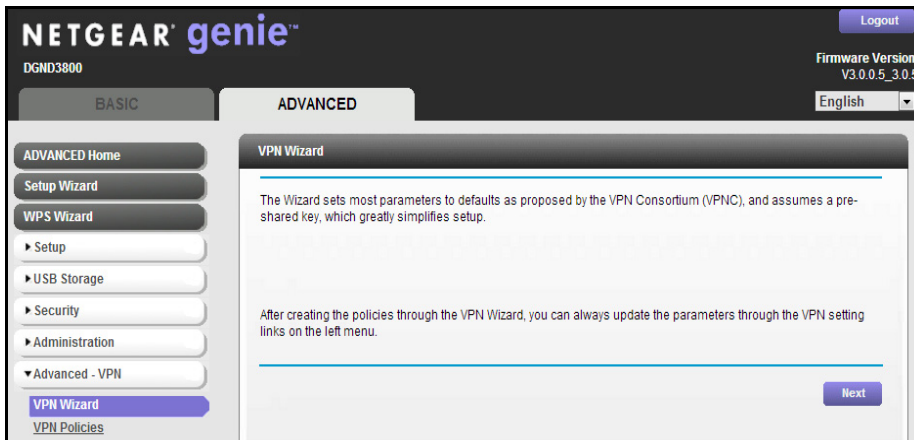 NETGEAR® genie™
Logout
DGND3800
Firmware Version
V3.0.0.5_3.0.5
BASIC
ADVANCED
English
ADVANCED Home
Setup Wizard
WPS Wizard
Setup
USB Storage
Security
Administration
Advanced - VPN
VPN Wizard
VPN Policies
VPN Wizard
The Wizard sets most parameters to defaults as proposed by the VPN Consortium (VPNC), and assumes a pre-
shared key, which greatly simplifies setup.
After creating the policies through the VPN Wizard, you can always update the parameters through the VPN setting
links on the left menu.
Next